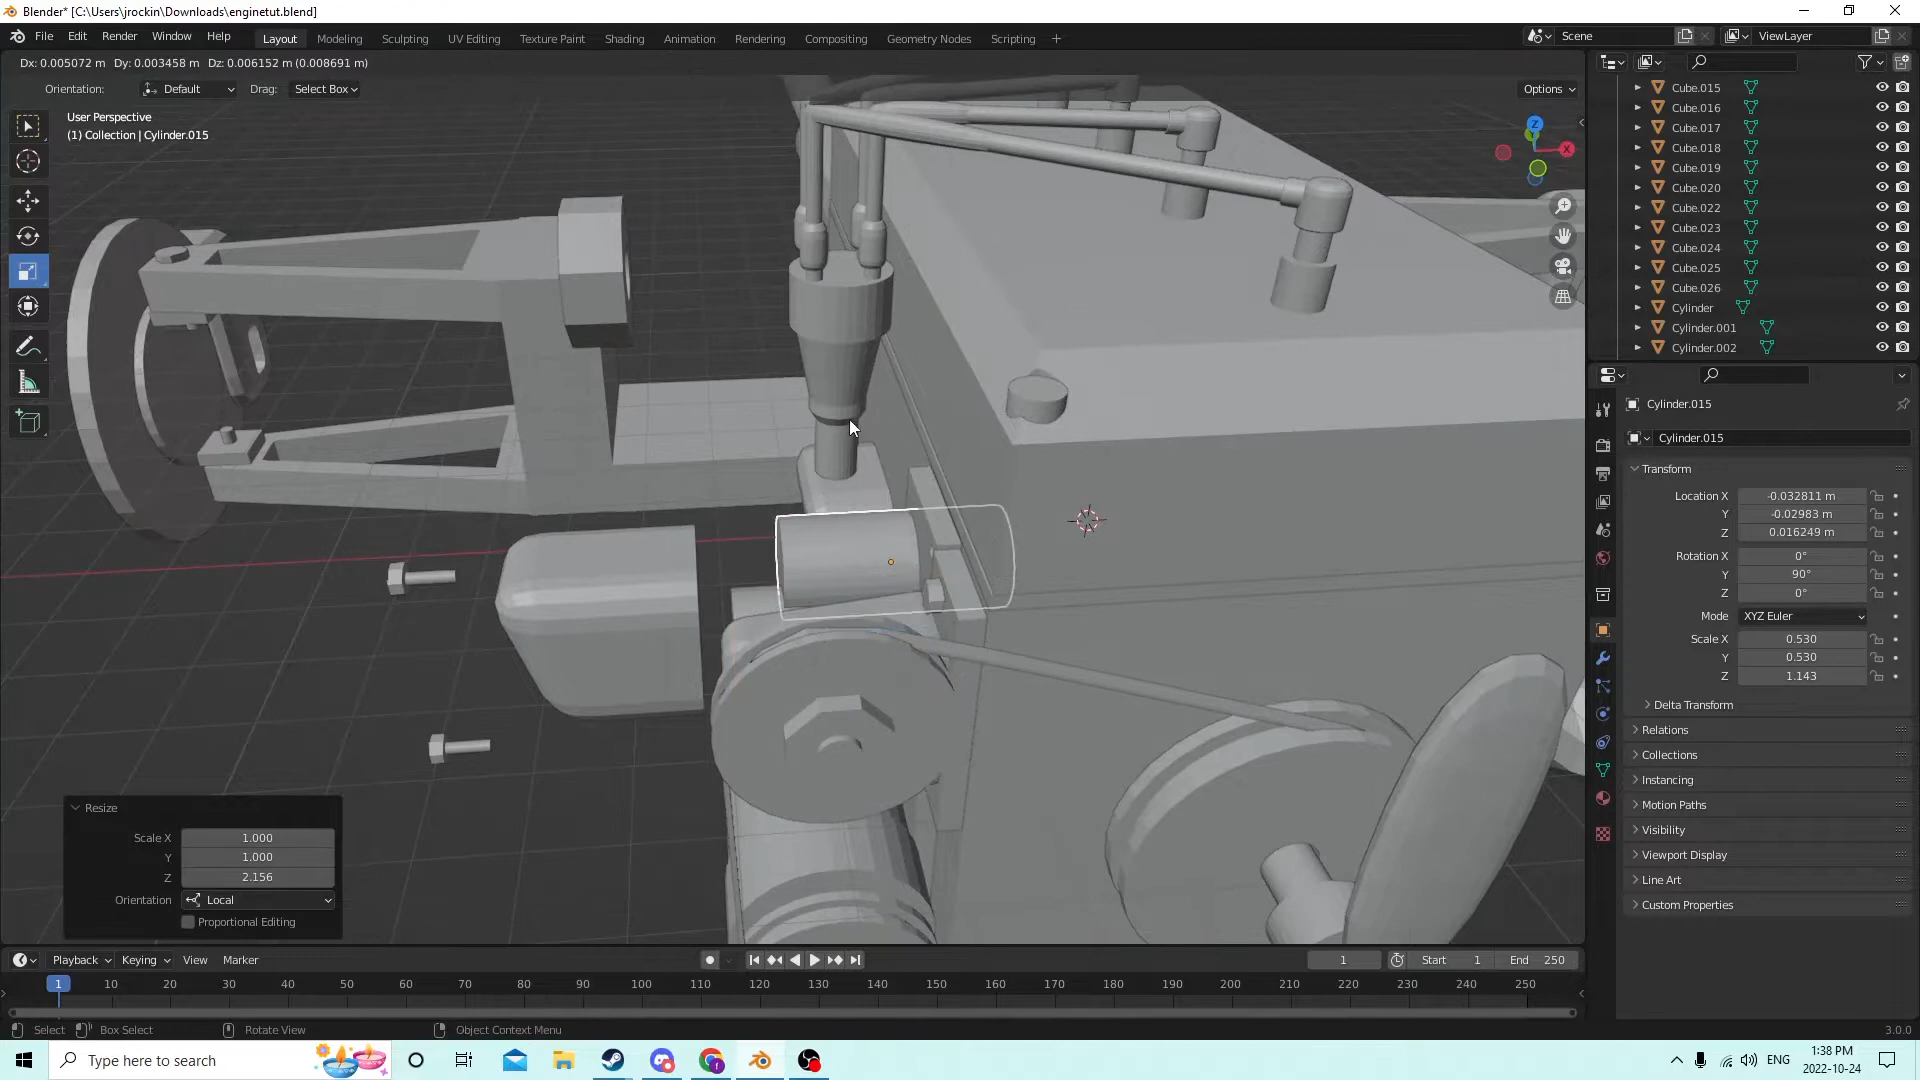 Blender* [C:\Users\jrockin\Downloads\enginetut.blend]
File Edit Render Window Help Layout Modeling Sculpting UV Editing Texture Paint Shading Animation Rendering Compositing Geometry Nodes Scripting Scene ViewLayer
Dx: 0.005072 m Dy: 0.003458 m Dz: 0.006152 m (0.008691 m)
Orientation: Default Drag: Select Box Options
User Perspective
(1) Collection | Cylinder.015
Z
X
Cube.015
Cube.016
Cube.017
Cube.018
Cube.019
Cube.020
Cube.022
Cube.023
Cube.024
Cube.025
Cube.026
Cylinder
Cylinder.001
Cylinder.002
Cylinder.015
Cylinder.015
Transform
Location X -0.032811 m
Y -0.02983 m
Z 0.016249 m
Rotation X 0°
Y 90°
Z 0°
Mode XYZ Euler
Scale X 0.530
Y 0.530
Z 1.143
Delta Transform
Relations
Collections
Instancing
Motion Paths
Visibility
Viewport Display
Line Art
Custom Properties
Resize
Scale X 1.000
Y 1.000
Z 2.156
Orientation Local
Proportional Editing
Playback Keying View Marker 1 Start 1 End 250
1 10 20 30 40 50 60 70 80 90 100 110 120 130 140 150 160 170 180 190 200 210 220 230 240 250
Select Box Select Rotate View Object Context Menu 3.0.0
Type here to search ENG 1:38 PM
2022-10-24